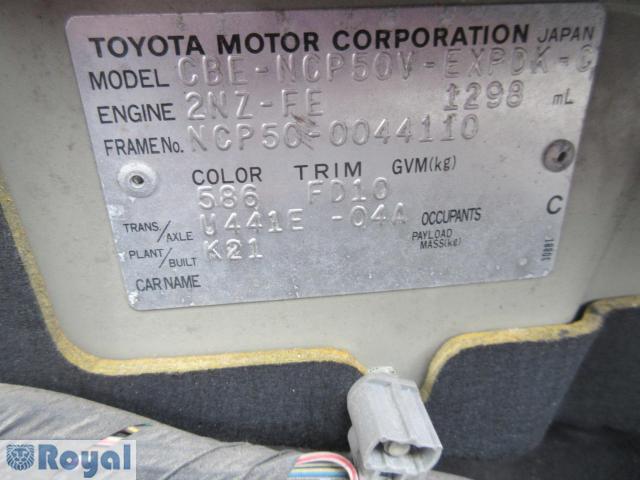 TOYOTA MOTOR CORPORATION JAPAN
MODEL CBE-NCP50V-EXPDK-C
ENGINE 2NZ-FE 1298 mL
FRAME No. NCP50-0044110
COLOR TRIM GVM(kg)
586 FD10
TRANS/AXLE U441E -04A OCCUPANTS C
PLANT/BUILT K21 PAYLOAD MASS(kg)
CAR NAME
Royal